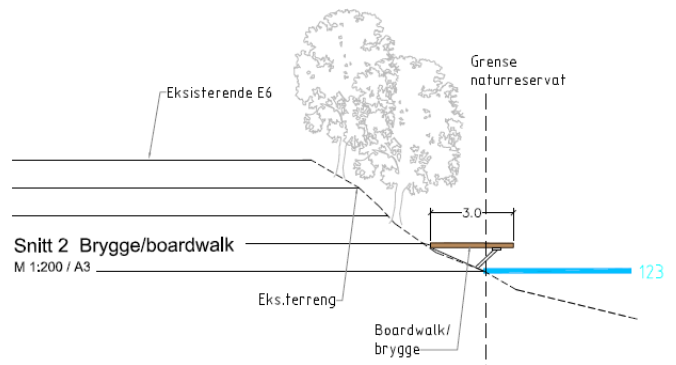 Grense
naturreservat
Eksisterende E6
3.0
Snitt 2 Brygge/boardwalk
M 1:200 / A3
123
Eks.terreng
Boardwalk/
brygge